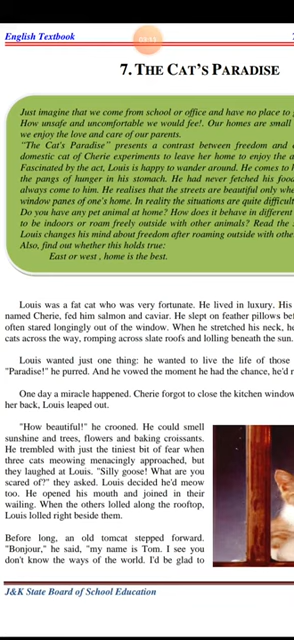 English Textbook
7. THE CAT'S PARADISE
Just imagine that we come from school or office and have no place to
How unsafe and uncomfortable we would fee!. Our homes are small
we enjoy the love and care of our parents.
"The Cat's Paradise" presents a contrast between freedom and
domestic cat of Cherie experiments to leave her home to enjoy the
Fascinated by the act, Louis is happy to wander around. He comes to
the pangs of hunger in his stomach. He had never fetched his food
always come to him. He realises that the streets are beautiful only
window panes of one's home. In reality the situations are quite
Do you have any pet animal at home? How does it behave in different
to be indoors or roam freely outside with other animals? Read the
Louis changes his mind about freedom after roaming outside with
Also, find out whether this holds true:
East or west , home is the best.
Louis was a fat cat who was very fortunate. He lived in luxury. His
named Cherie, fed him salmon and caviar. He slept on feather pillows
often stared longingly out of the window. When he stretched his neck,
cats across the way, romping across slate roofs and lolling beneath the sun.
Louis wanted just one thing: he wanted to live the life of those
"Paradise!" he purred. And he vowed the moment he had the chance,
One day a miracle happened. Cherie forgot to close the kitchen window
her back, Louis leaped out.
"How beautiful!" he crooned. He could smell
sunshine and trees, flowers and baking croissants.
He trembled with just the tiniest bit of fear when
three cats meowing menacingly approached, but
they laughed at Louis. "Silly goose! What are you
scared of?" they asked. Louis decided he'd meow
too. He opened his mouth and joined in their
wailing. When the others lolled along the rooftop,
Louis lolled right beside them.
Before long, an old tomcat stepped forward.
"Bonjour," he said, "my name is Tom. I see you
don't know the ways of the world. I'd be glad to
J&K State Board of School Education